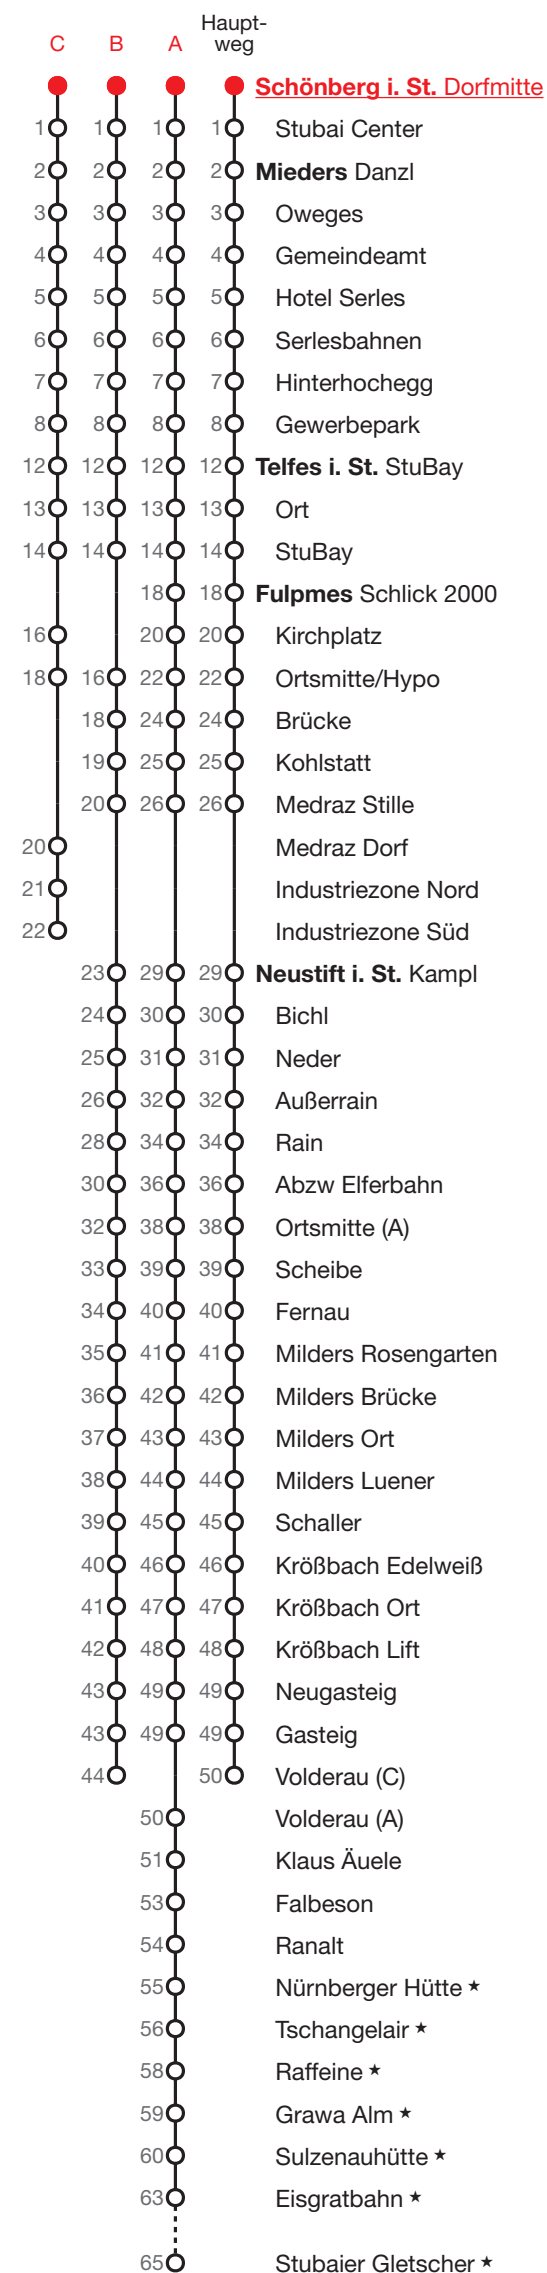 Haupt-
C B A weg
Schönberg i. St. Dorfmitte
1 1 1 1 Stubai Center
2 2 2 2 Mieders Danzl
3 3 3 3 Oweges
4 4 4 4 Gemeindeamt
5 5 5 5 Hotel Serles
6 6 6 6 Serlesbahnen
7 7 7 7 Hinterhochegg
8 8 8 8 Gewerbepark
12 12 12 12 Telfes i. St. StuBay
13 13 13 13 Ort
14 14 14 14 StuBay
18 18 Fulpmes Schlick 2000
16 20 20 Kirchplatz
18 16 22 22 Ortsmitte/Hypo
18 24 24 Brücke
19 25 25 Kohlstatt
20 26 26 Medraz Stille
20 Medraz Dorf
21 Industriezone Nord
22 Industriezone Süd
23 29 29 Neustift i. St. Kampl
24 30 30 Bichl
25 31 31 Neder
26 32 32 Außerrain
28 34 34 Rain
30 36 36 Abzw Elferbahn
32 38 38 Ortsmitte (A)
33 39 39 Scheibe
34 40 40 Fernau
35 41 41 Milders Rosengarten
36 42 42 Milders Brücke
37 43 43 Milders Ort
38 44 44 Milders Luener
39 45 45 Schaller
40 46 46 Krößbach Edelweiß
41 47 47 Krößbach Ort
42 48 48 Krößbach Lift
43 49 49 Neugasteig
43 49 49 Gasteig
44 50 Volderau (C)
50 Volderau (A)
51 Klaus Äuele
53 Falbeson
54 Ranalt
55 Nürnberger Hütte ★
56 Tschangelair ★
58 Raffeine ★
59 Grawa Alm ★
60 Sulzenauhütte ★
63 Eisgratbahn ★
65 Stubaier Gletscher ★